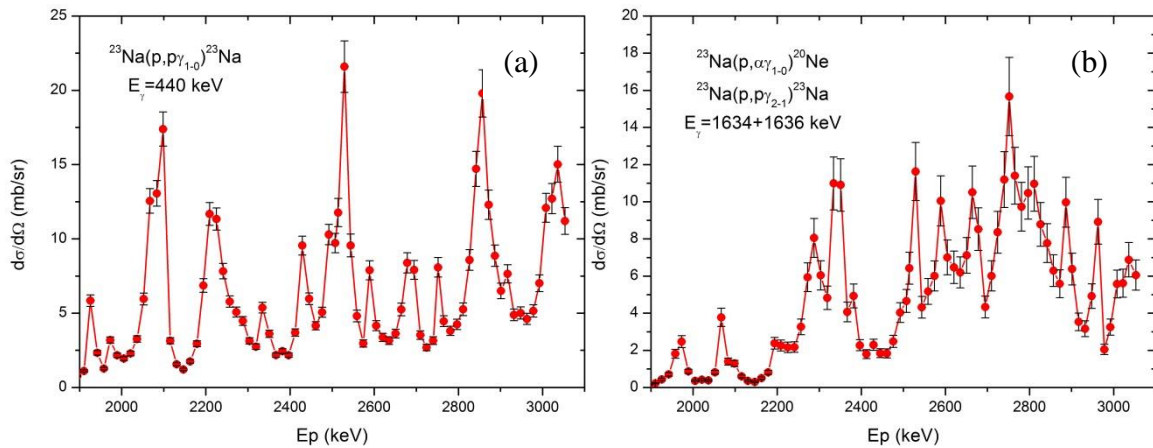 25
20
15
10
5
0
dσ/dΩ (mb/sr)
²³Na(p,pγ₁₋₀)²³Na
Eᵧ=440 keV
(a)
2000 2200 2400 2600 2800 3000
Ep (keV)
20
18
16
14
12
10
8
6
4
2
0
dσ/dΩ (mb/sr)
²³Na(p,αγ₁₋₀)²⁰Ne
²³Na(p,pγ₂₋₁)²³Na
Eᵧ=1634+1636 keV
(b)
2000 2200 2400 2600 2800 3000
Ep (keV)